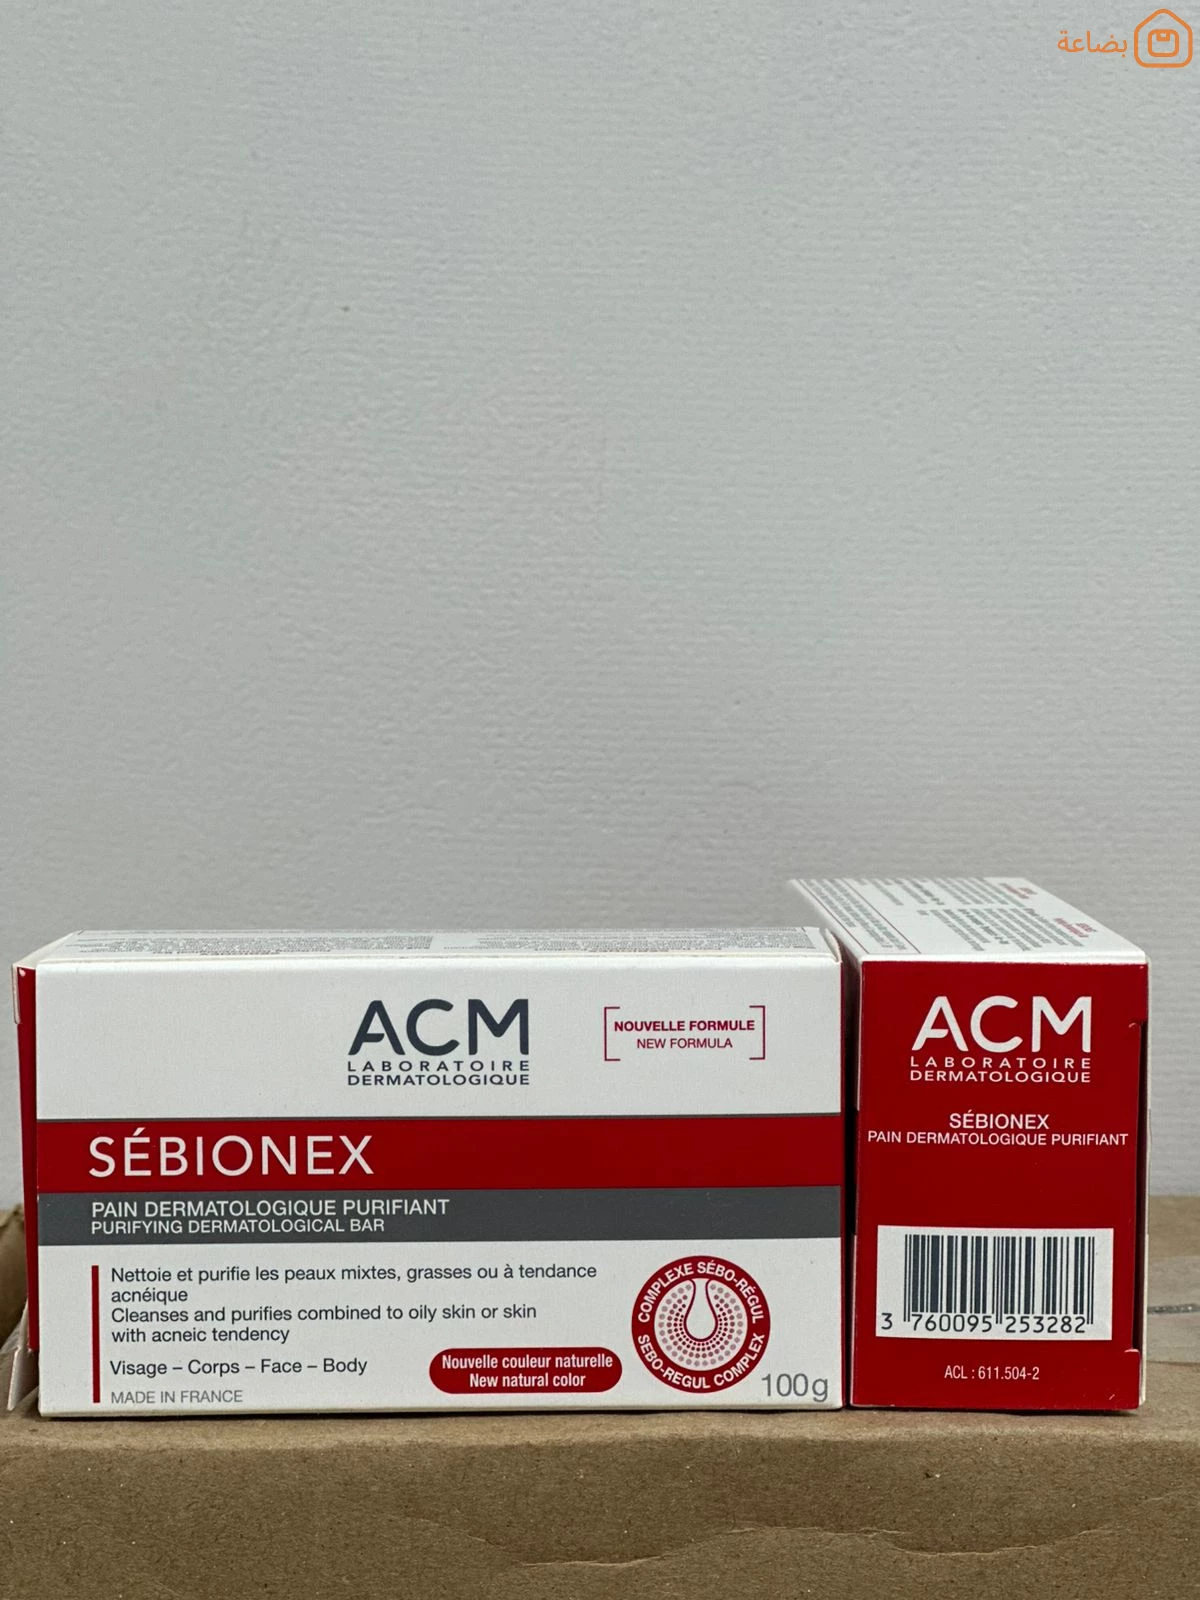 بضاعة
ACM
LABORATOIRE
DERMATOLOGIQUE
NOUVELLE FORMULE
NEW FORMULA
SÉBIONEX
PAIN DERMATOLOGIQUE PURIFIANT
PURIFYING DERMATOLOGICAL BAR
Nettoie et purifie les peaux mixtes, grasses ou à tendance
acnéique
Cleanses and purifies combined to oily skin or skin
with acneic tendency
Visage – Corps – Face – Body
MADE IN FRANCE
Nouvelle couleur naturelle
New natural color
COMPLEXE SÉBO-RÉGUL
SEBO-REGUL COMPLEX
100g
ACM
LABORATOIRE
DERMATOLOGIQUE
SÉBIONEX
PAIN DERMATOLOGIQUE PURIFIANT
3 760095 253282
ACL : 611.504-2